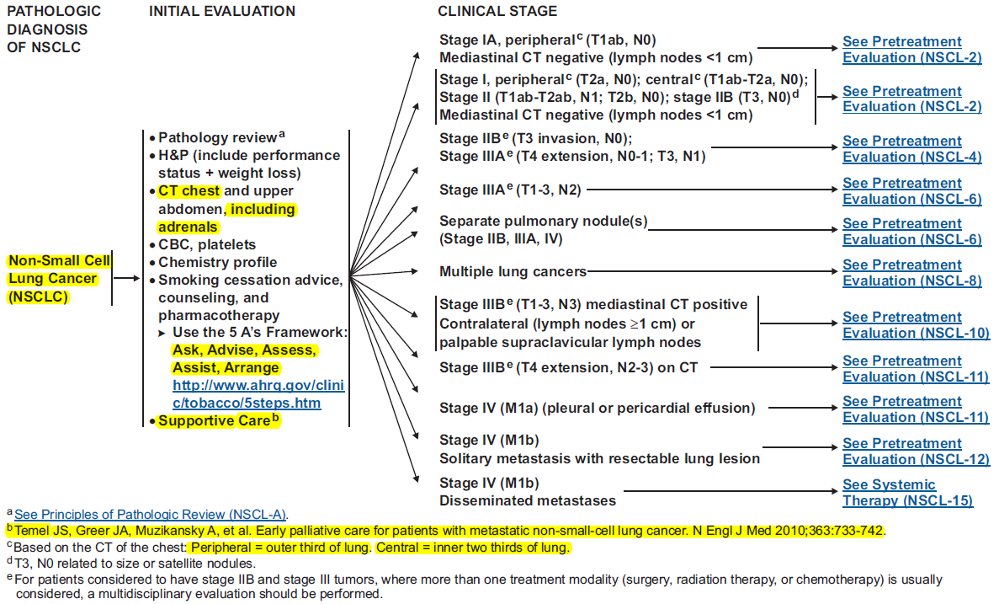 PATHOLOGIC
DIAGNOSIS
OF NSCLC
INITIAL EVALUATION
CLINICAL STAGE
Non-Small Cell
Lung Cancer
(NSCLC)
• Pathology review a
• H&P (include performance
status + weight loss)
• CT chest and upper
abdomen, including
adrenals
• CBC, platelets
• Chemistry profile
• Smoking cessation advice,
counseling, and
pharmacotherapy
➤ Use the 5 A's Framework:
Ask, Advise, Assess,
Assist, Arrange
http://www.ahrq.gov/clini
c/tobacco/5steps.htm
• Supportive Care b
Stage IA, peripheral c (T1ab, N0)
Mediastinal CT negative (lymph nodes <1 cm)
See Pretreatment
Evaluation (NSCL-2)
Stage I, peripheral c (T2a, N0); central c (T1ab-T2a, N0);
Stage II (T1ab-T2ab, N1; T2b, N0); stage IIB (T3, N0) d
Mediastinal CT negative (lymph nodes <1 cm)
See Pretreatment
Evaluation (NSCL-2)
Stage IIB e (T3 invasion, N0);
Stage IIIA e (T4 extension, N0-1; T3, N1)
See Pretreatment
Evaluation (NSCL-4)
Stage IIIA e (T1-3, N2)
See Pretreatment
Evaluation (NSCL-6)
Separate pulmonary nodule(s)
(Stage IIB, IIIA, IV)
See Pretreatment
Evaluation (NSCL-6)
Multiple lung cancers
See Pretreatment
Evaluation (NSCL-8)
Stage IIIB e (T1-3, N3) mediastinal CT positive
Contralateral (lymph nodes ≥1 cm) or
palpable supraclavicular lymph nodes
See Pretreatment
Evaluation (NSCL-10)
Stage IIIB e (T4 extension, N2-3) on CT
See Pretreatment
Evaluation (NSCL-11)
Stage IV (M1a) (pleural or pericardial effusion)
See Pretreatment
Evaluation (NSCL-11)
Stage IV (M1b)
Solitary metastasis with resectable lung lesion
See Pretreatment
Evaluation (NSCL-12)
Stage IV (M1b)
Disseminated metastases
See Systemic
Therapy (NSCL-15)
a See Principles of Pathologic Review (NSCL-A).
b Temel JS, Greer JA, Muzikansky A, et al. Early palliative care for patients with metastatic non-small-cell lung cancer. N Engl J Med 2010;363:733-742.
c Based on the CT of the chest: Peripheral = outer third of lung. Central = inner two thirds of lung.
d T3, N0 related to size or satellite nodules.
e For patients considered to have stage IIB and stage III tumors, where more than one treatment modality (surgery, radiation therapy, or chemotherapy) is usually
considered, a multidisciplinary evaluation should be performed.